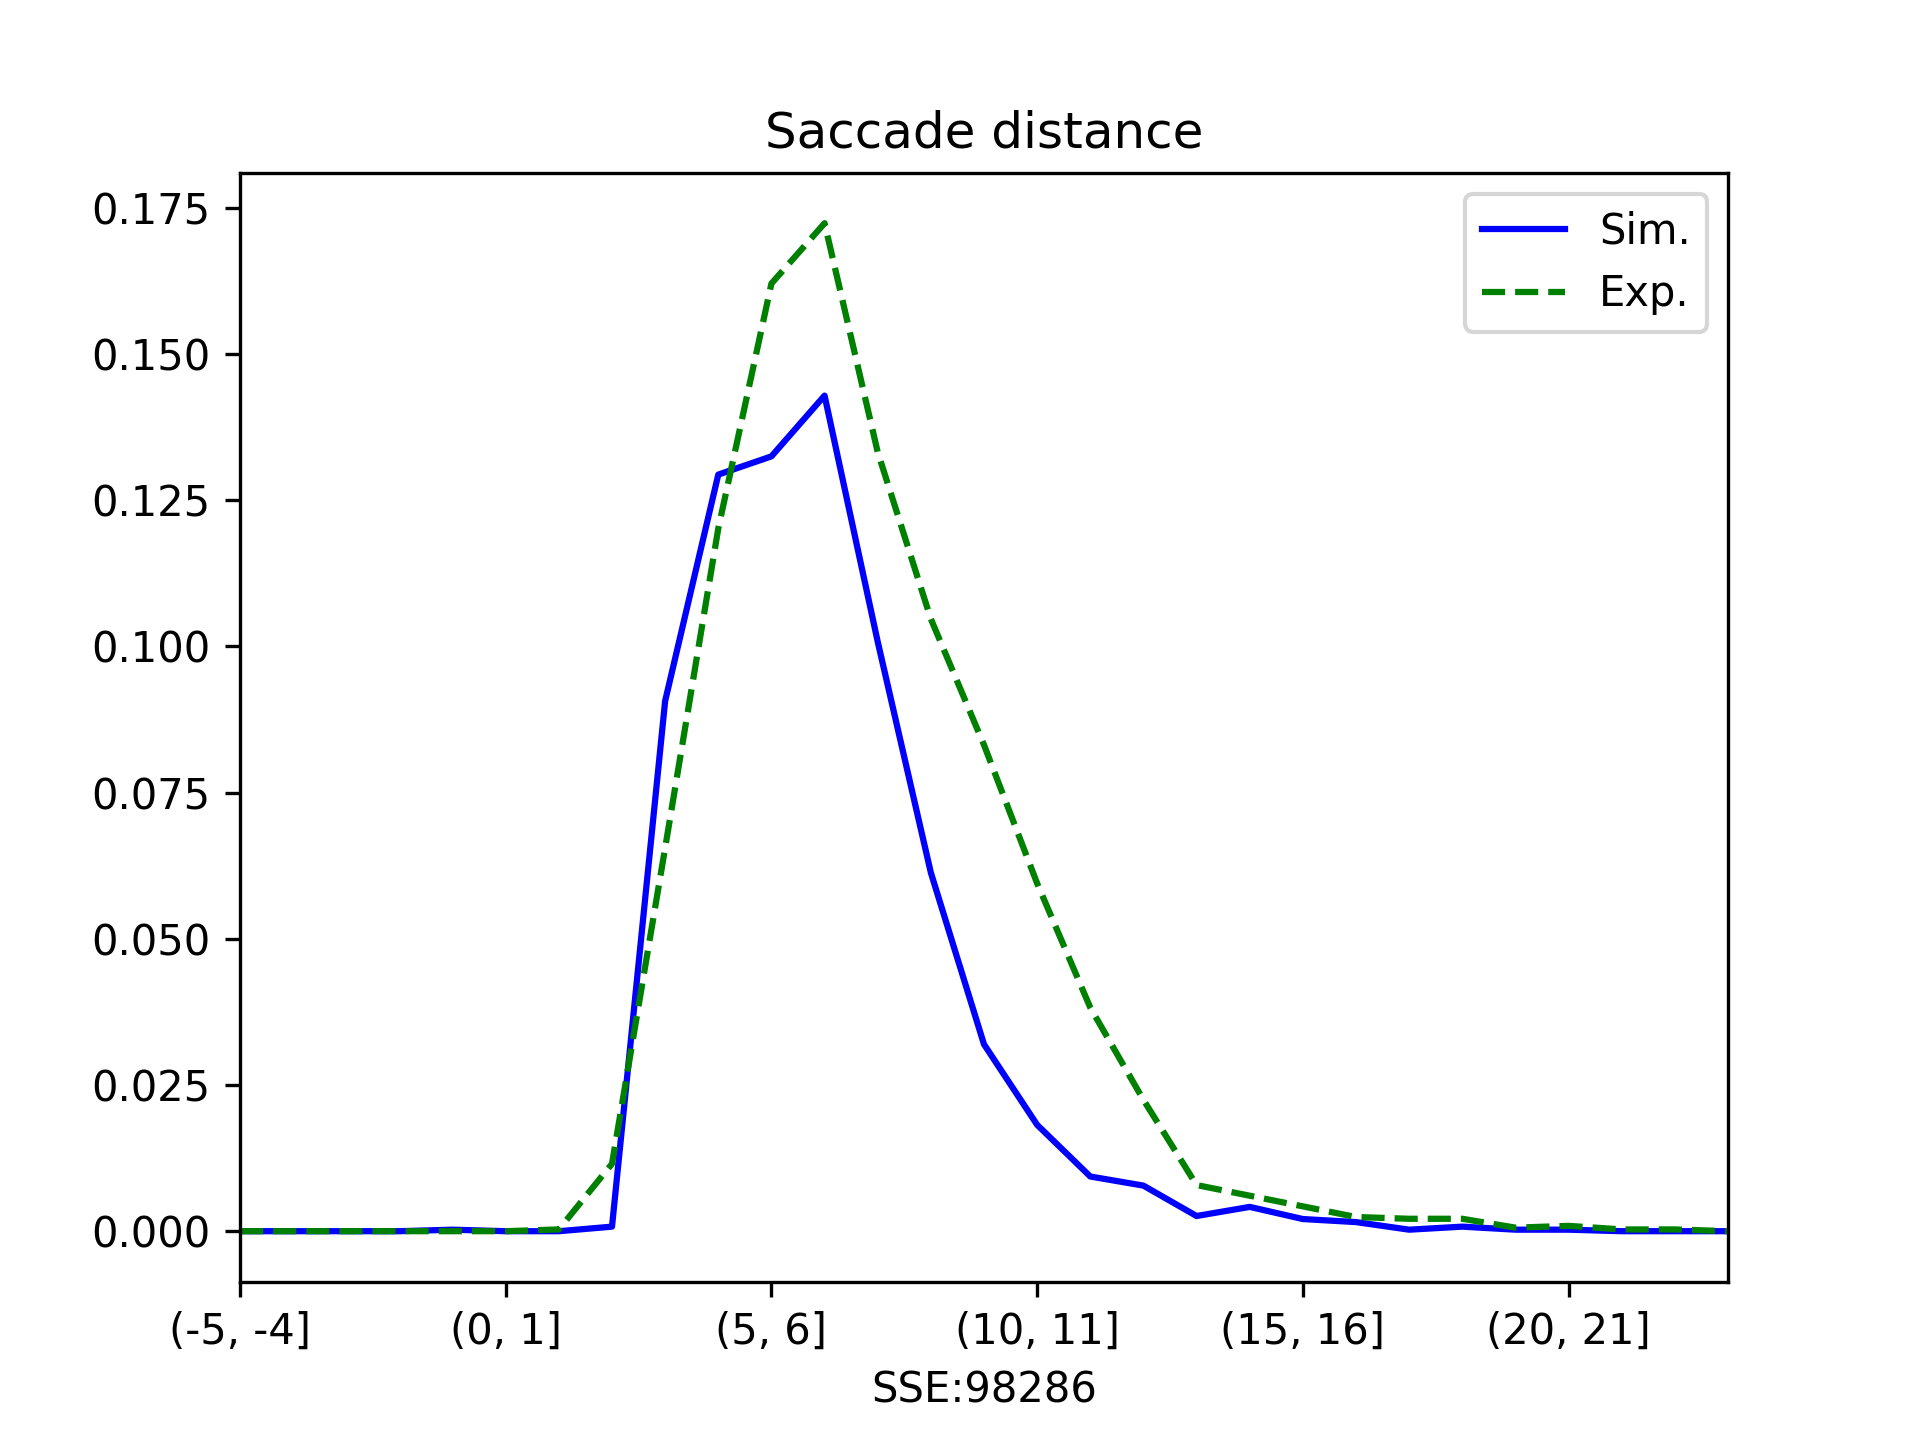 Saccade distance
0.175
0.150
0.125
0.100
0.075
0.050
0.025
0.000
Sim.
Exp.
(-5, -4] (0, 1] (5, 6] (10, 11] (15, 16] (20, 21]
SSE:98286